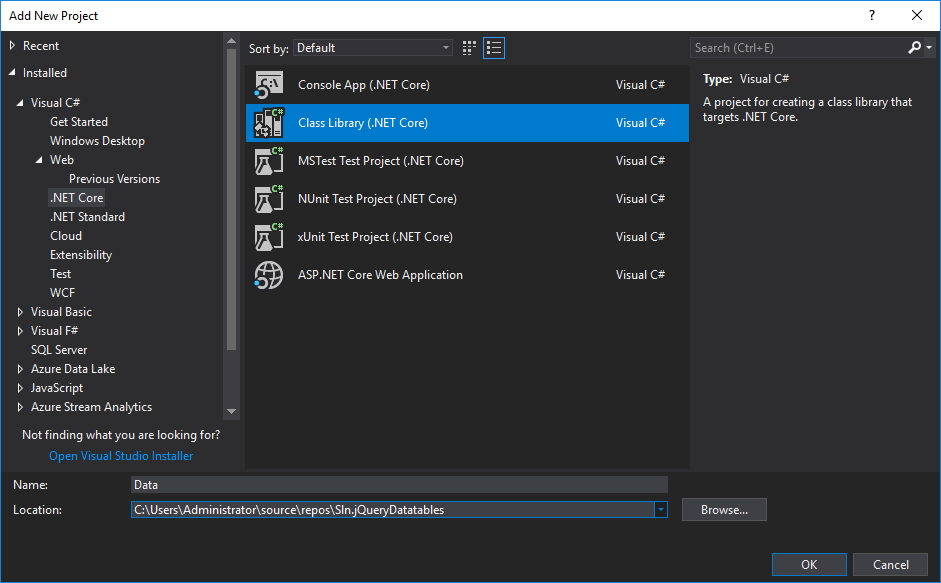 Add New Project
?
Recent
Installed
Visual C#
Get Started
Windows Desktop
Web
Previous Versions
.NET Core
.NET Standard
Cloud
Extensibility
Test
WCF
Visual Basic
Visual F#
SQL Server
Azure Data Lake
JavaScript
Azure Stream Analytics
Not finding what you are looking for?
Open Visual Studio Installer
Sort by: Default
C:\ Console App (.NET Core) Visual C#
C# Class Library (.NET Core) Visual C#
C# MSTest Test Project (.NET Core) Visual C#
C# NUnit Test Project (.NET Core) Visual C#
C# xUnit Test Project (.NET Core) Visual C#
ASP.NET Core Web Application Visual C#
Search (Ctrl+E)
Type: Visual C#
A project for creating a class library that
targets .NET Core.
Name: Data
Location: C:\Users\Administrator\source\repos\Sln.jQueryDatatables
Browse...
OK Cancel